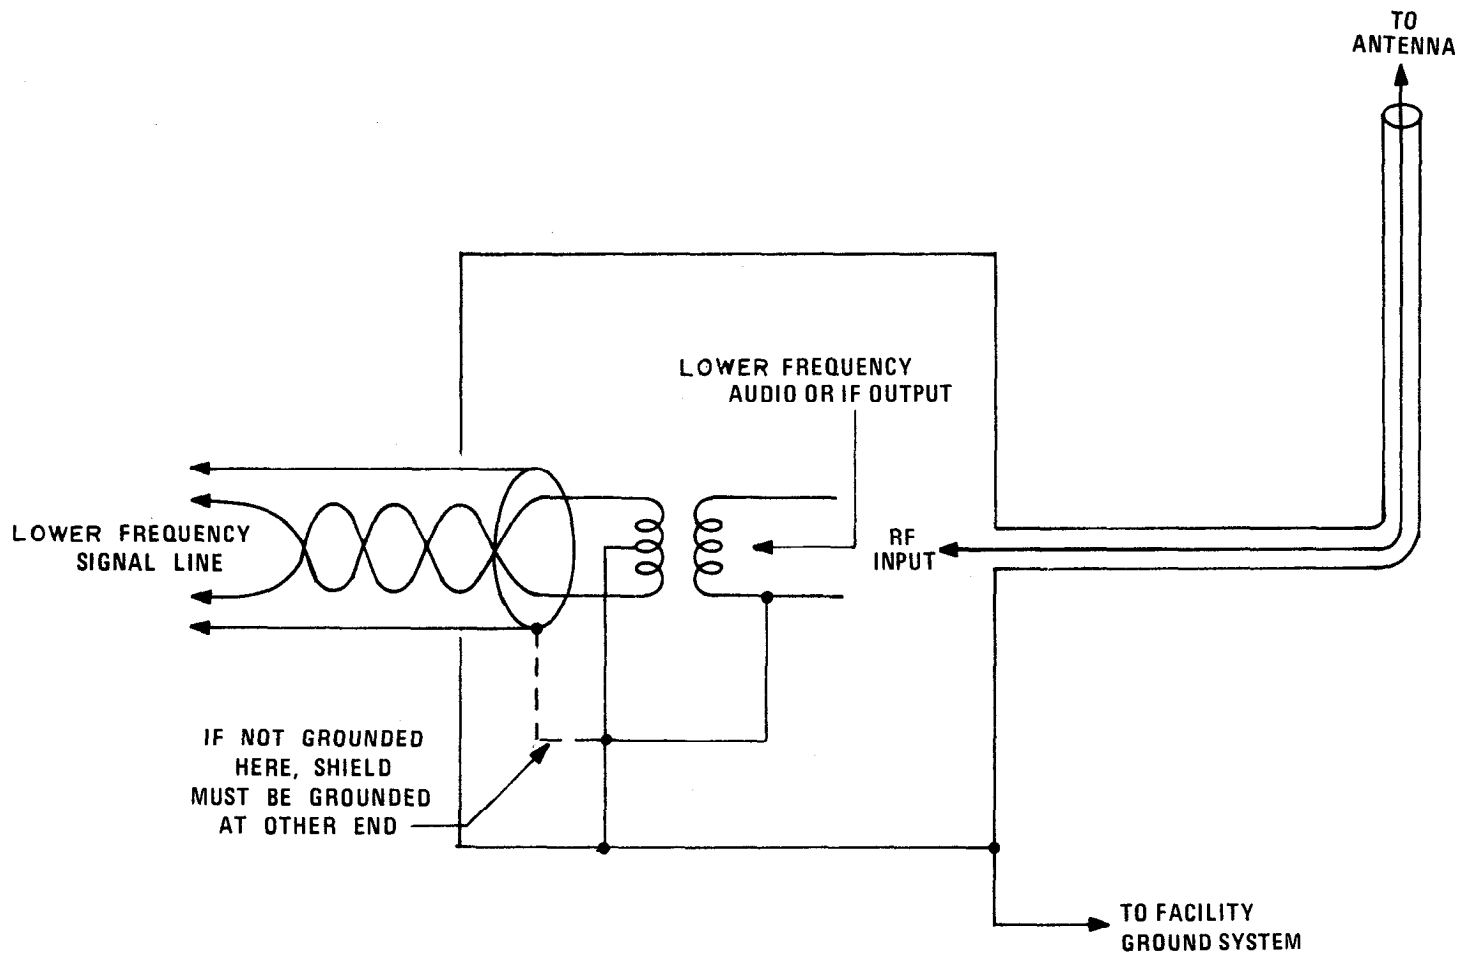 TO
ANTENNA
LOWER FREQUENCY
AUDIO OR IF OUTPUT
LOWER FREQUENCY
SIGNAL LINE
RF
INPUT
IF NOT GROUNDED
HERE, SHIELD
MUST BE GROUNDED
AT OTHER END
TO FACILITY
GROUND SYSTEM